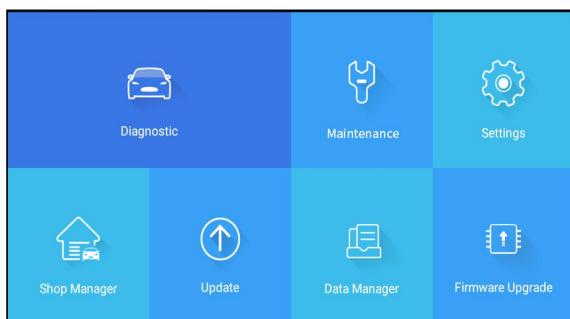 Diagnostic
Maintenance
Settings
Shop Manager
Update
Data Manager
Firmware Upgrade